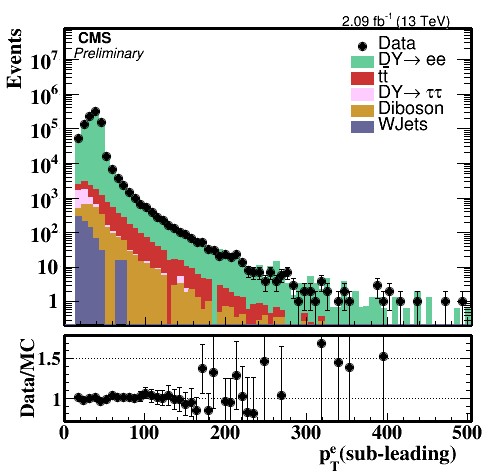 2.09 fb⁻¹ (13 TeV)
CMS
Preliminary
Events
Data
DY→ ee
tt̄
DY→ ττ
Diboson
WJets
10⁷
10⁶
10⁵
10⁴
10³
10²
10
1
Data/MC
1.5
1
0 100 200 300 400 500
p_T^e (sub-leading)